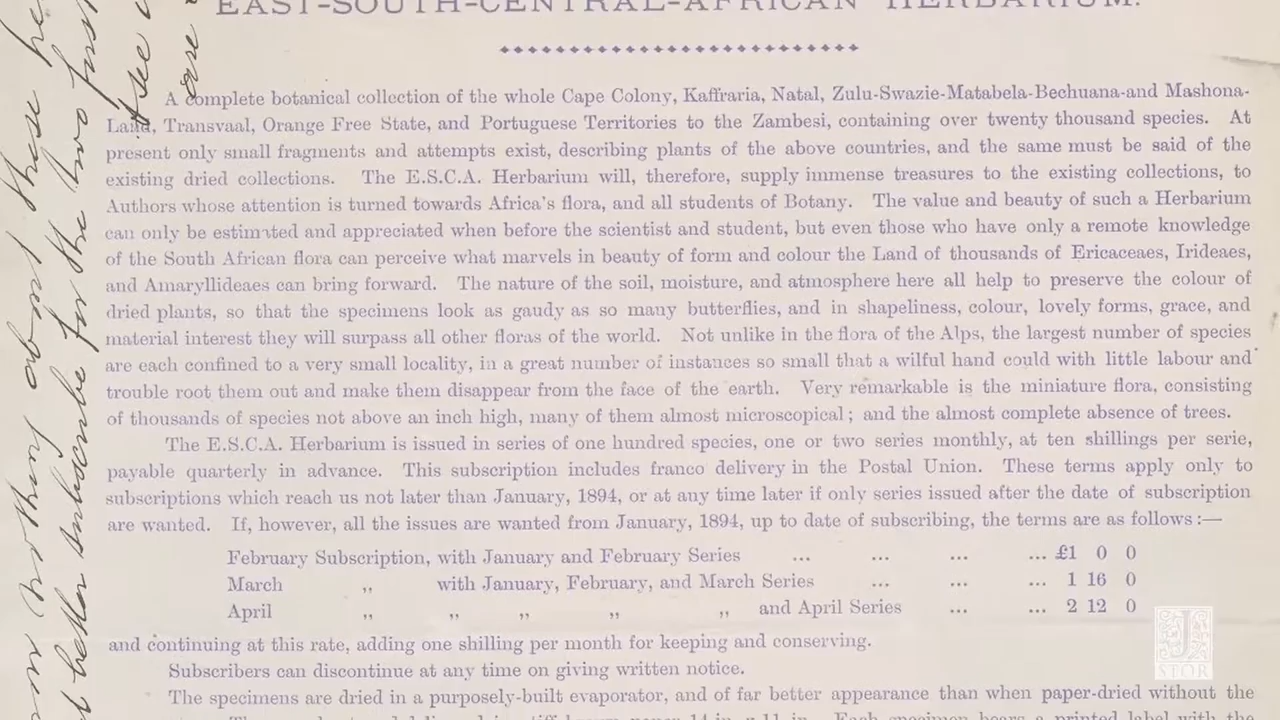 EAST-SOUTH-CENTRAL-AFRICAN HERBARIUM.
A complete botanical collection of the whole Cape Colony, Kaffraria, Natal, Zulu-Swazie-Matabela-Bechuana-and Mashona-
Land, Transvaal, Orange Free State, and Portuguese Territories to the Zambesi, containing over twenty thousand species. At
present only small fragments and attempts exist, describing plants of the above countries, and the same must be said of the
existing dried collections. The E.S.C.A. Herbarium will, therefore, supply immense treasures to the existing collections, to
Authors whose attention is turned towards Africa's flora, and all students of Botany. The value and beauty of such a Herbarium
can only be estimated and appreciated when before the scientist and student, but even those who have only a remote knowledge
of the South African flora can perceive what marvels in beauty of form and colour the Land of thousands of Ericaceaes, Irideaes,
and Amaryllideaes can bring forward. The nature of the soil, moisture, and atmosphere here all help to preserve the colour of
dried plants, so that the specimens look as gaudy as so many butterflies, and in shapeliness, colour, lovely forms, grace, and
material interest they will surpass all other floras of the world. Not unlike in the flora of the Alps, the largest number of species
are each confined to a very small locality, in a great number of instances so small that a wilful hand could with little labour and
trouble root them out and make them disappear from the face of the earth. Very remarkable is the miniature flora, consisting
of thousands of species not above an inch high, many of them almost microscopical; and the almost complete absence of trees.
The E.S.C.A. Herbarium is issued in series of one hundred species, one or two series monthly, at ten shillings per serie,
payable quarterly in advance. This subscription includes franco delivery in the Postal Union. These terms apply only to
subscriptions which reach us not later than January, 1894, or at any time later if only series issued after the date of subscription
are wanted. If, however, all the issues are wanted from January, 1894, up to date of subscribing, the terms are as follows :—
February Subscription, with January and February Series ... ... ... ... £1 0 0
March ,, with January, February, and March Series ... ... ... 1 16 0
April ,, ,, ,, ,, ,, and April Series ... ... 2 12 0
and continuing at this rate, adding one shilling per month for keeping and conserving.
Subscribers can discontinue at any time on giving written notice.
The specimens are dried in a purposely-built evaporator, and of far better appearance than when paper-dried without the
about these
better subscribe for the two first
see
are
JSTOR